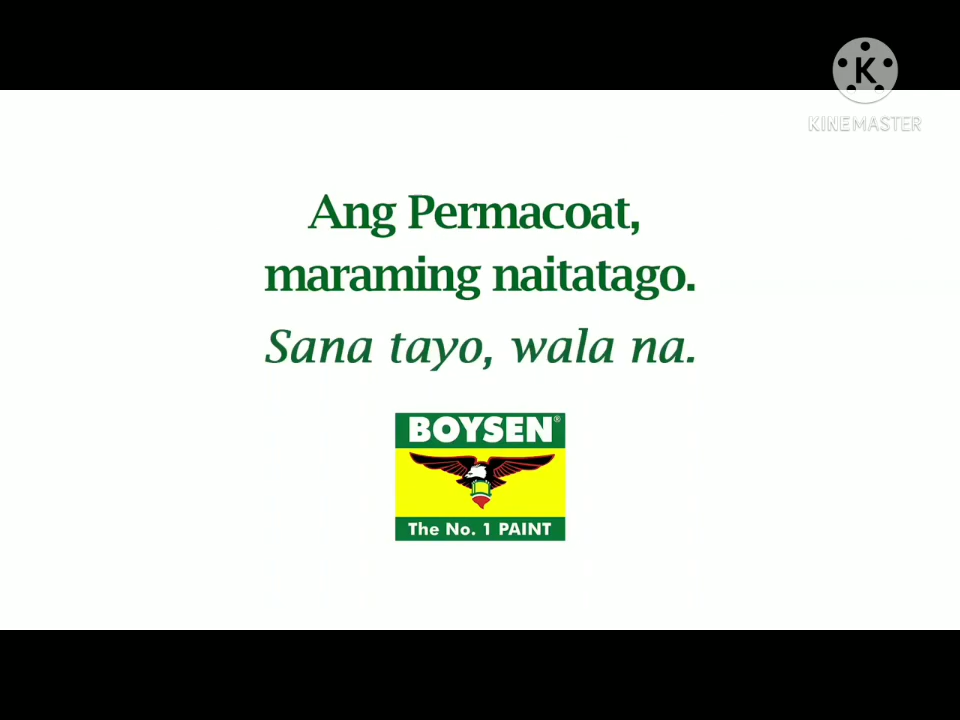 K
KINEMASTER
Ang Permacoat,
maraming naitatago.
Sana tayo, wala na.
BOYSEN®
The No. 1 PAINT